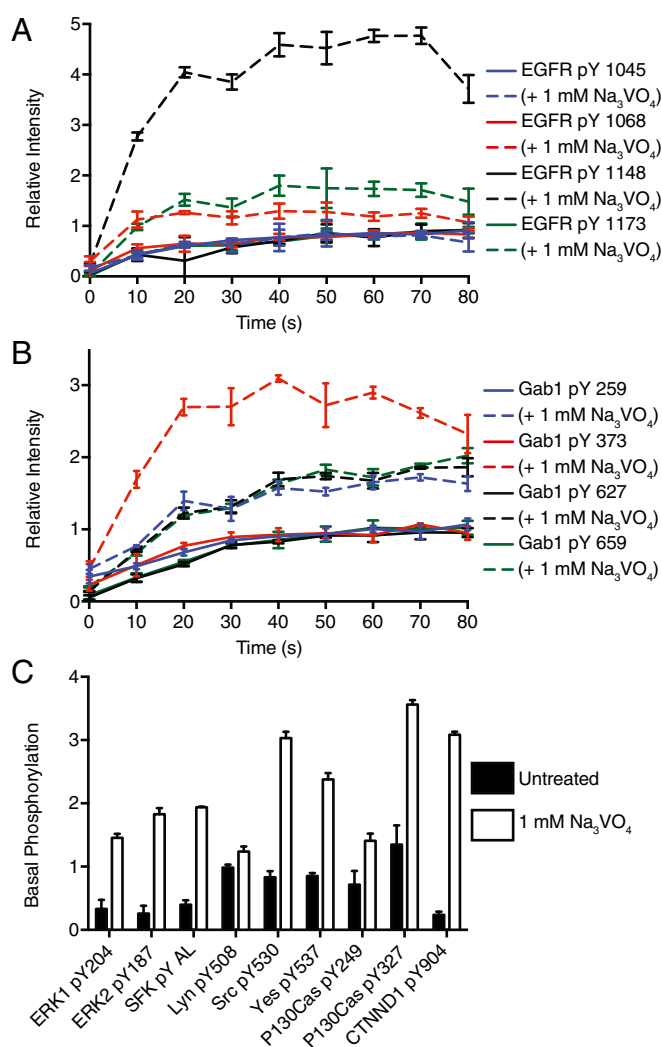 A
5
4
3
2
1
0
Relative Intensity
0 10 20 30 40 50 60 70 80
Time (s)
EGFR pY 1045
(+ 1 mM Na₃VO₄)
EGFR pY 1068
(+ 1 mM Na₃VO₄)
EGFR pY 1148
(+ 1 mM Na₃VO₄)
EGFR pY 1173
(+ 1 mM Na₃VO₄)
B
3
2
1
0
Relative Intensity
0 10 20 30 40 50 60 70 80
Time (s)
Gab1 pY 259
(+ 1 mM Na₃VO₄)
Gab1 pY 373
(+ 1 mM Na₃VO₄)
Gab1 pY 627
(+ 1 mM Na₃VO₄)
Gab1 pY 659
(+ 1 mM Na₃VO₄)
C
4
3
2
1
0
Basal Phosphorylation
Untreated
1 mM Na₃VO₄
ERK1 pY204
ERK2 pY187
SFK pY AL
Lyn pY508
Src pY530
Yes pY537
P130Cas pY249
P130Cas pY327
CTNND1 pY904